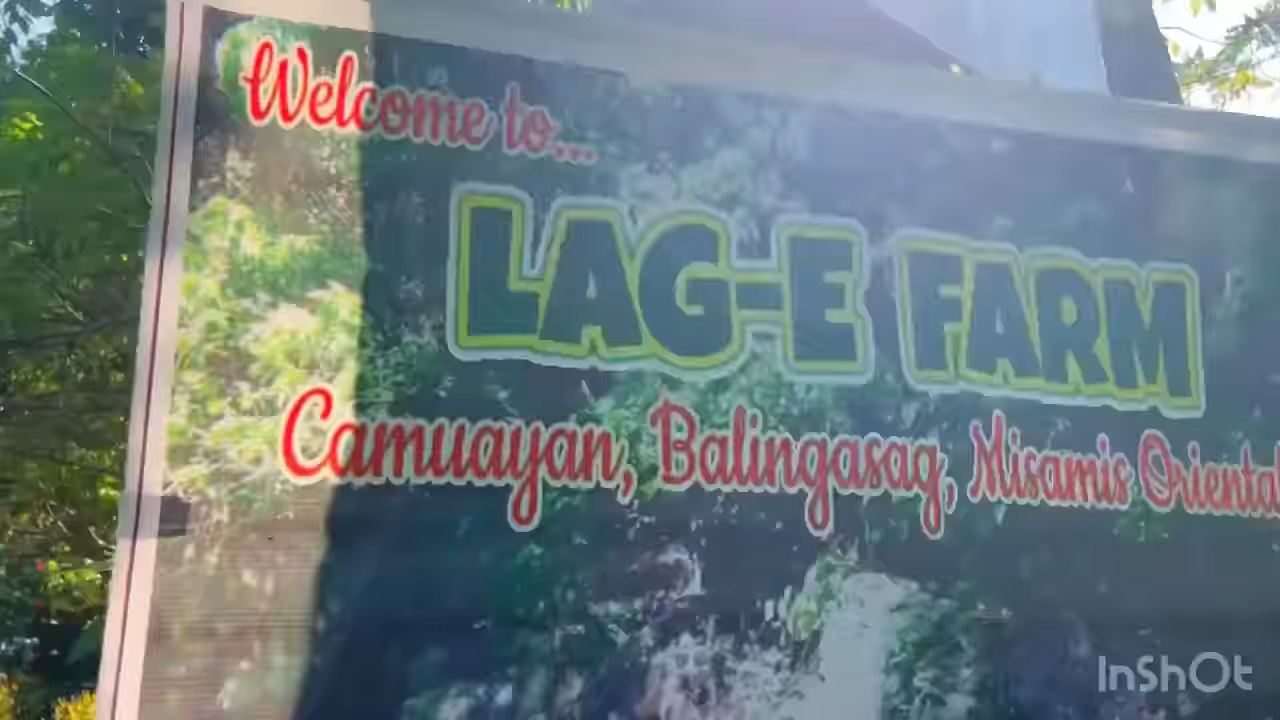 Welcome to...
LAG-E FARM
Camuayan, Balingasag, Misamis Oriental
InShOt